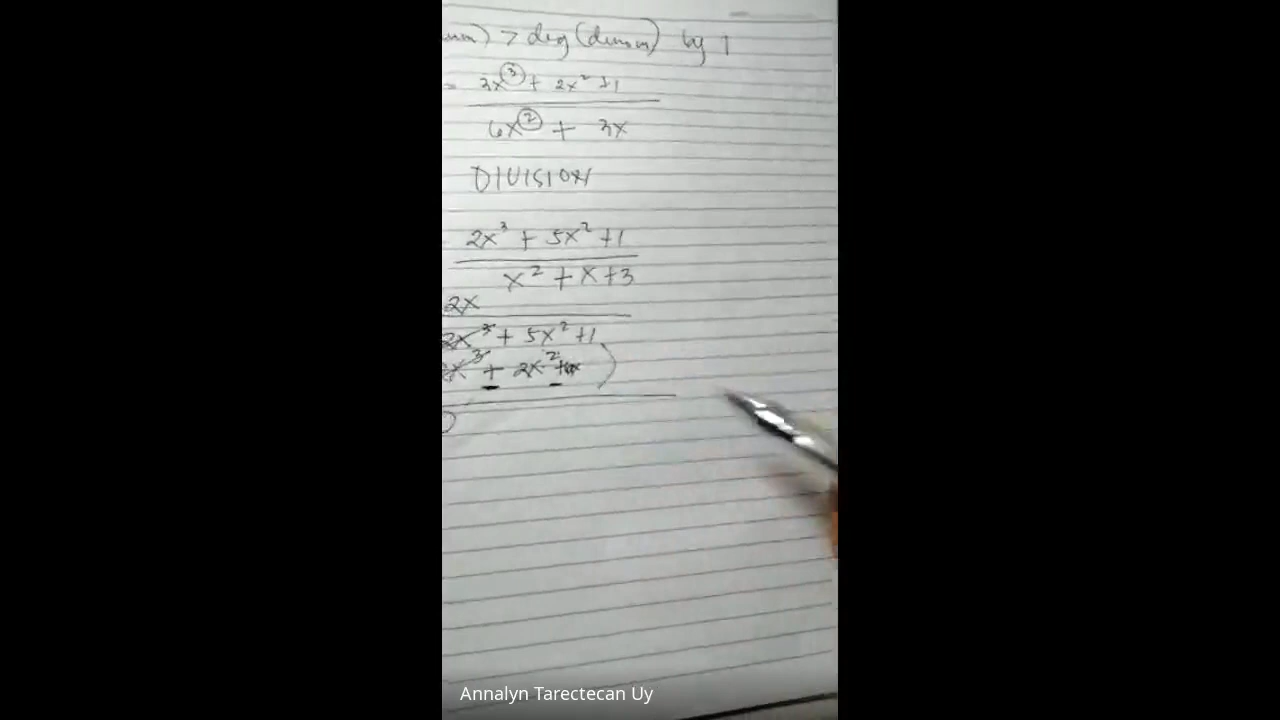 ) > deg (denom) by 1
= 3x³ + 2x² + 1
6x² + 3x
DIVISION
2x³ + 5x² + 1
x² + x + 3
2x
2x³ + 5x² + 1
2x³ + 2x² + 6x )
Annalyn Tarectecan Uy